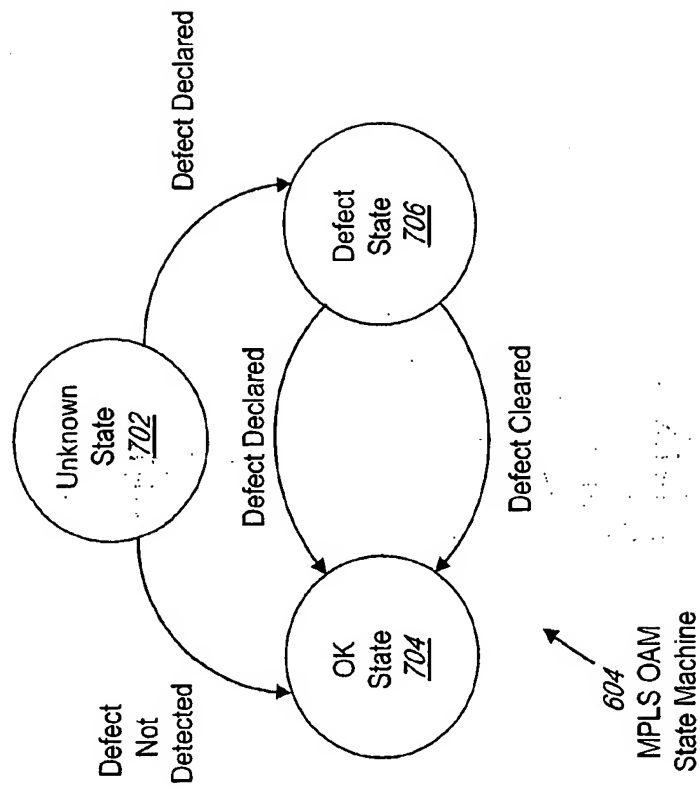 Unknown
State
702
Defect
Not
Detected
Defect Declared
OK
State
704
Defect Declared
Defect
State
706
Defect Cleared
604
MPLS OAM
State Machine